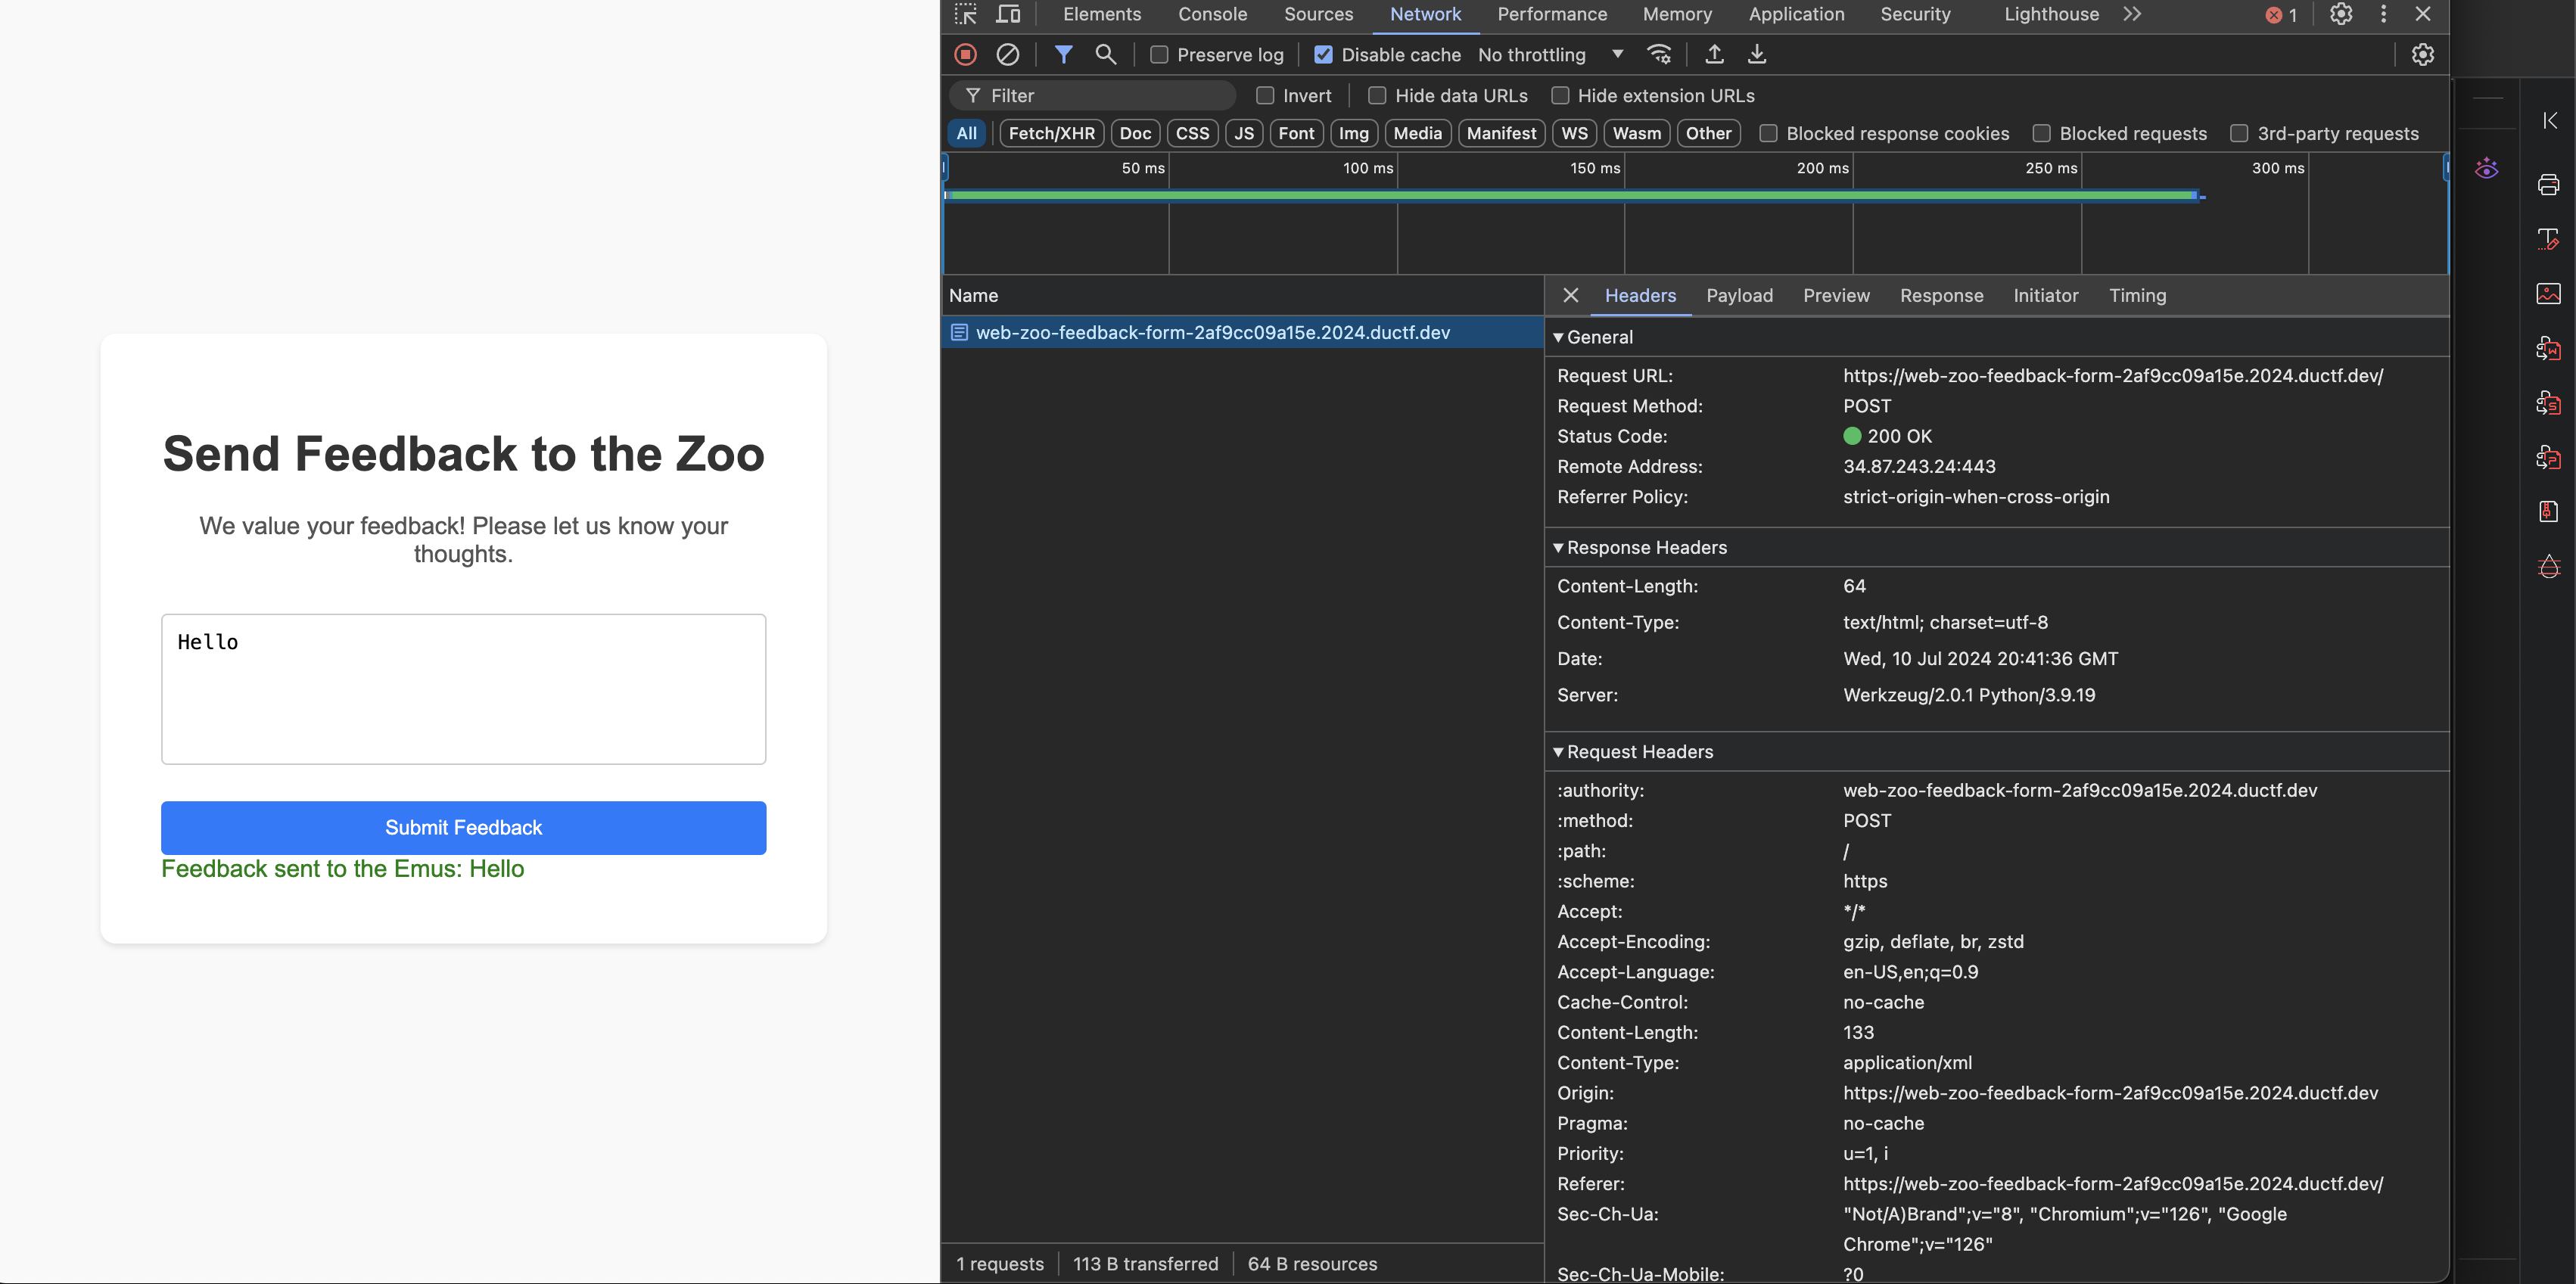 Send Feedback to the Zoo
We value your feedback! Please let us know your
thoughts.
Hello
Submit Feedback
Feedback sent to the Emus: Hello
Elements Console Sources Network Performance Memory Application Security Lighthouse 1
Preserve log Disable cache No throttling
Filter Invert Hide data URLs Hide extension URLs
All Fetch/XHR Doc CSS JS Font Img Media Manifest WS Wasm Other Blocked response cookies Blocked requests 3rd-party requests
50 ms 100 ms 150 ms 200 ms 250 ms 300 ms
Name
web-zoo-feedback-form-2af9cc09a15e.2024.ductf.dev
1 requests 113 B transferred 64 B resources
Headers Payload Preview Response Initiator Timing
General
Request URL: https://web-zoo-feedback-form-2af9cc09a15e.2024.ductf.dev/
Request Method: POST
Status Code: 200 OK
Remote Address: 34.87.243.24:443
Referrer Policy: strict-origin-when-cross-origin
Response Headers
Content-Length: 64
Content-Type: text/html; charset=utf-8
Date: Wed, 10 Jul 2024 20:41:36 GMT
Server: Werkzeug/2.0.1 Python/3.9.19
Request Headers
:authority: web-zoo-feedback-form-2af9cc09a15e.2024.ductf.dev
:method: POST
:path: /
:scheme: https
Accept: */*
Accept-Encoding: gzip, deflate, br, zstd
Accept-Language: en-US,en;q=0.9
Cache-Control: no-cache
Content-Length: 133
Content-Type: application/xml
Origin: https://web-zoo-feedback-form-2af9cc09a15e.2024.ductf.dev
Pragma: no-cache
Priority: u=1, i
Referer: https://web-zoo-feedback-form-2af9cc09a15e.2024.ductf.dev/
Sec-Ch-Ua: "Not/A)Brand";v="8", "Chromium";v="126", "Google
Chrome";v="126"
Sec-Ch-Ua-Mobile: ?0